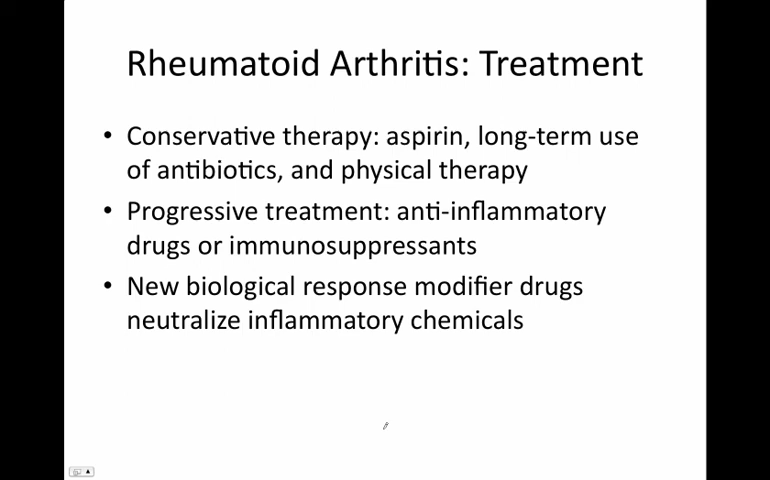 Rheumatoid Arthritis: Treatment
• Conservative therapy: aspirin, long-term use
of antibiotics, and physical therapy
• Progressive treatment: anti-inflammatory
drugs or immunosuppressants
• New biological response modifier drugs
neutralize inflammatory chemicals